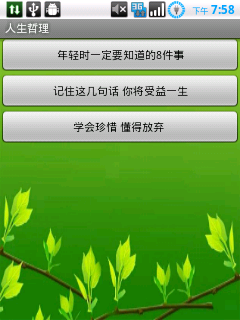 下午 7:58
人生哲理
年轻时一定要知道的8件事
记住这几句话 你将受益一生
学会珍惜 懂得放弃